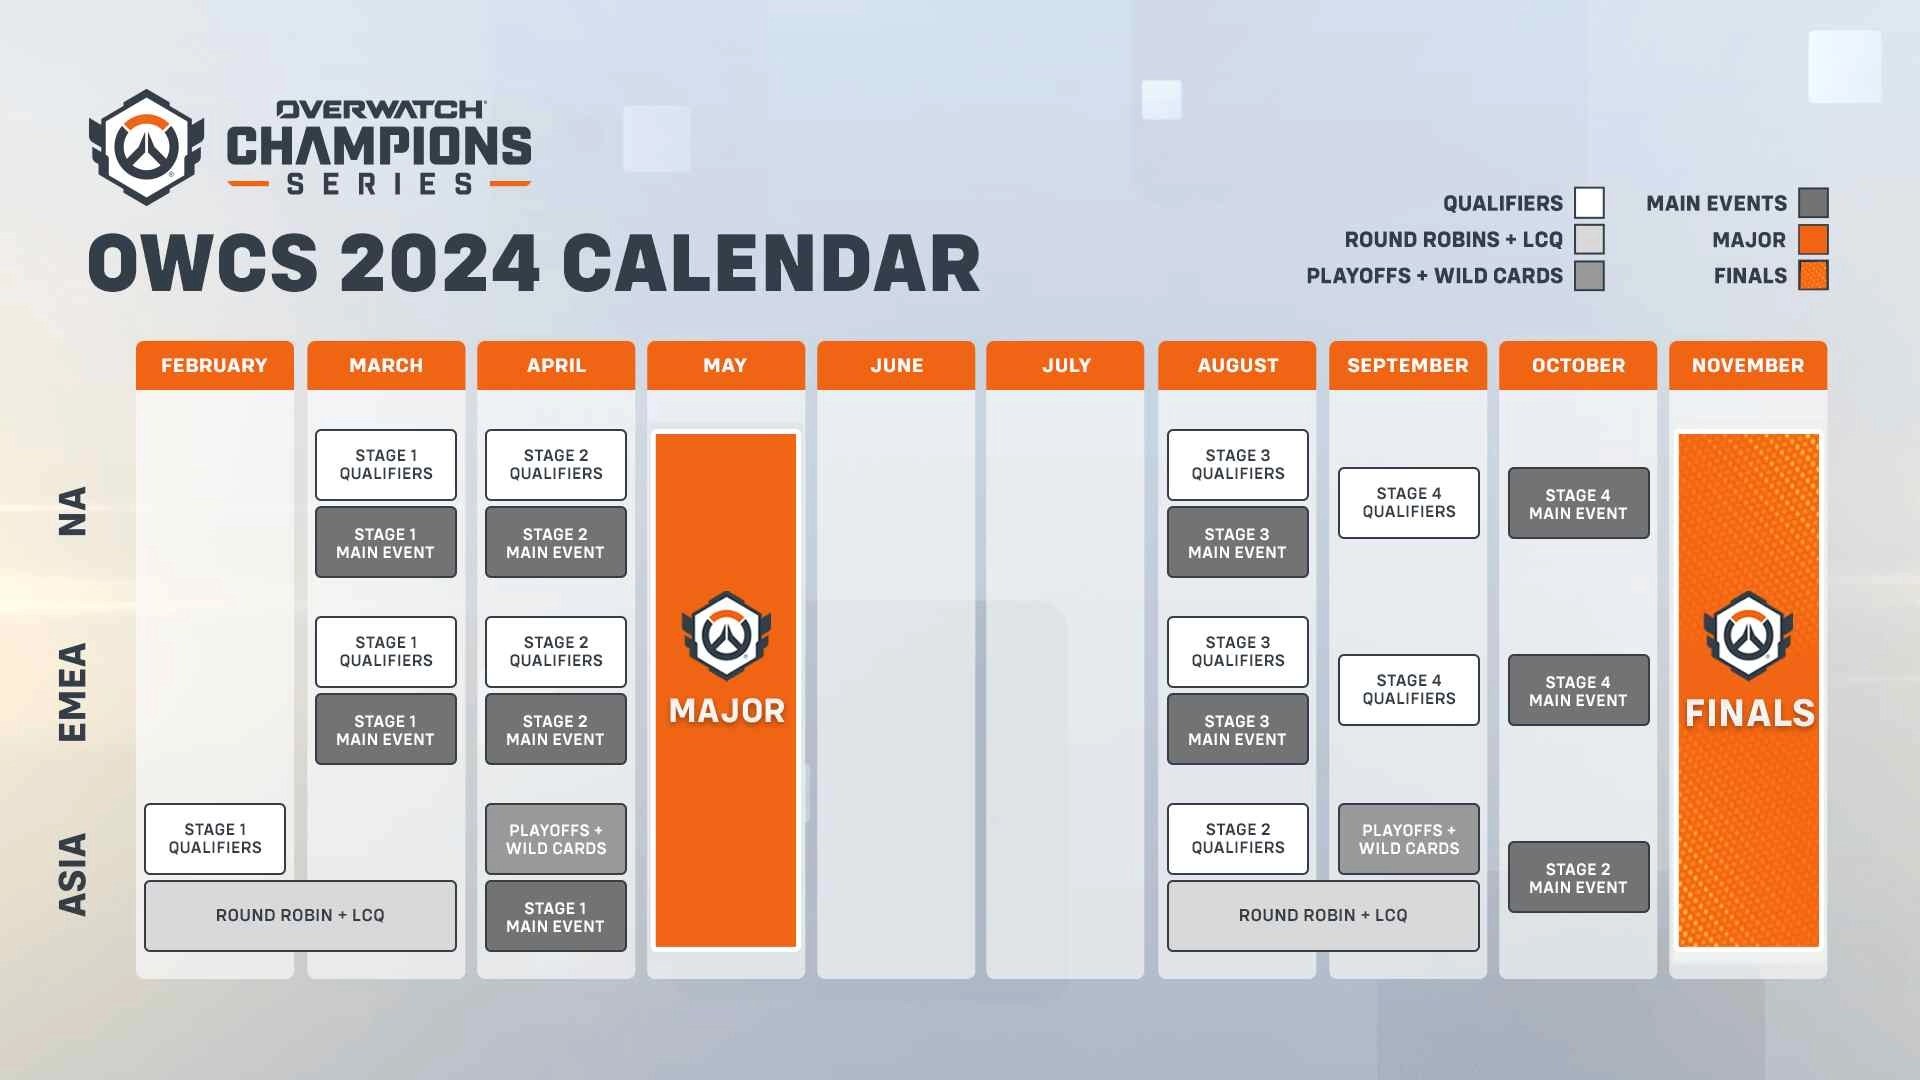 OVERWATCH
CHAMPIONS
SERIES
OWCS 2024 CALENDAR
QUALIFIERS
MAIN EVENTS
ROUND ROBINS + LCQ
MAJOR
PLAYOFFS + WILD CARDS
FINALS
FEBRUARY
MARCH
APRIL
MAY
JUNE
JULY
AUGUST
SEPTEMBER
OCTOBER
NOVEMBER
NA
STAGE 1
QUALIFIERS
STAGE 2
QUALIFIERS
STAGE 3
QUALIFIERS
STAGE 4
QUALIFIERS
STAGE 4
MAIN EVENT
STAGE 1
MAIN EVENT
STAGE 2
MAIN EVENT
STAGE 3
MAIN EVENT
EMEA
STAGE 1
QUALIFIERS
STAGE 2
QUALIFIERS
STAGE 3
QUALIFIERS
STAGE 4
QUALIFIERS
STAGE 4
MAIN EVENT
STAGE 1
MAIN EVENT
STAGE 2
MAIN EVENT
STAGE 3
MAIN EVENT
MAJOR
FINALS
ASIA
STAGE 1
QUALIFIERS
PLAYOFFS +
WILD CARDS
STAGE 2
QUALIFIERS
PLAYOFFS +
WILD CARDS
STAGE 2
MAIN EVENT
ROUND ROBIN + LCQ
STAGE 1
MAIN EVENT
ROUND ROBIN + LCQ